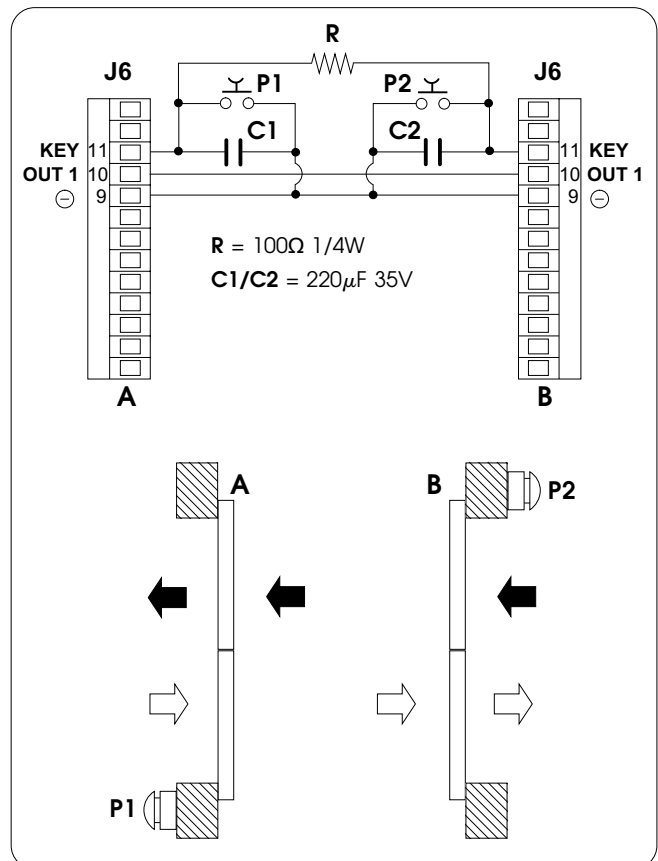 R
J6 P1 P2 J6
C1 C2
KEY 11 11 KEY
OUT 1 10 10 OUT 1
⊖ 9 9 ⊖
R = 100Ω 1/4W
C1/C2 = 220μF 35V
A B
A B P2
P1